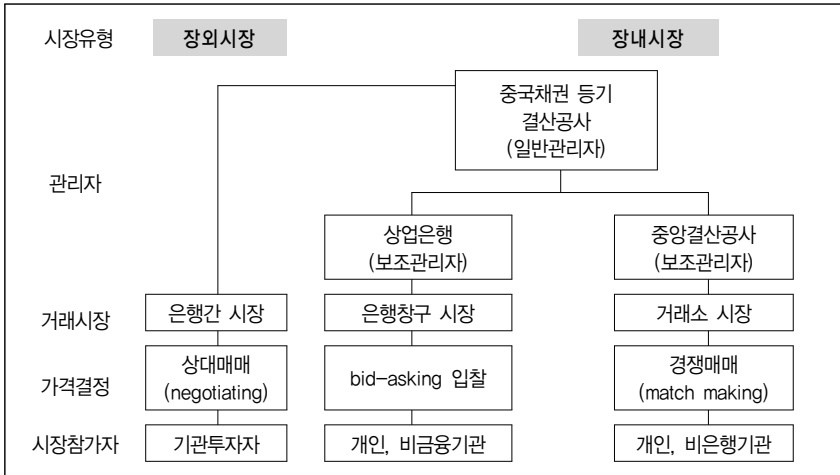 시장유형 장외시장 장내시장
중국채권 등기
결산공사
(일반관리자)
관리자
상업은행
(보조관리자)
중앙결산공사
(보조관리자)
거래시장 은행간 시장 은행창구 시장 거래소 시장
가격결정
상대매매
(negotiating)
bid-asking 입찰
경쟁매매
(match making)
시장참가자 기관투자자 개인, 비금융기관 개인, 비은행기관